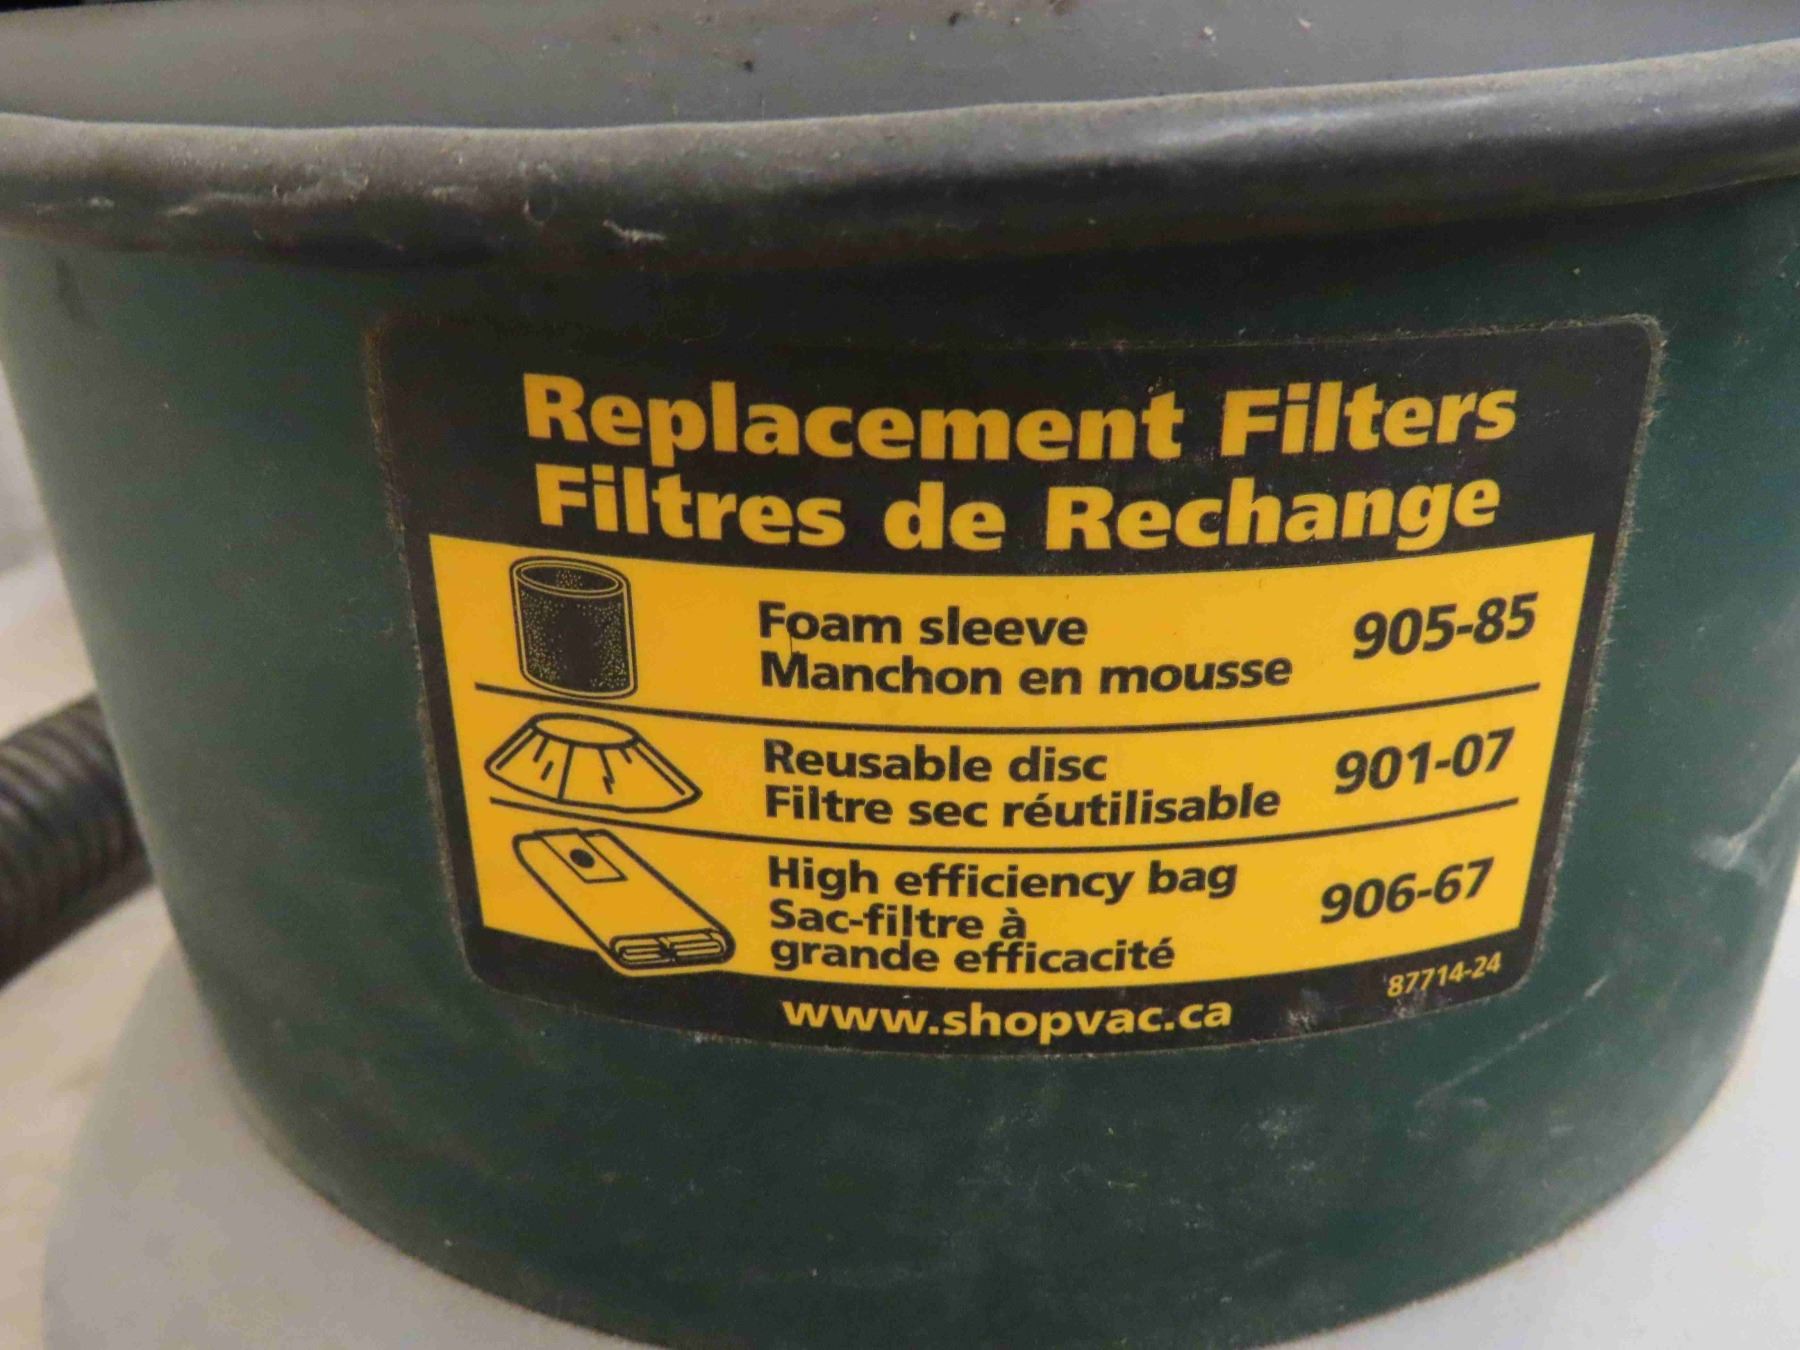 Replacement Filters
Filtres de Rechange
Foam sleeve
Manchon en mousse
905-85
Reusable disc
Filtre sec réutilisable
901-07
High efficiency bag
Sac-filtre à
grande efficacité
906-67
87714-24
www.shopvac.ca